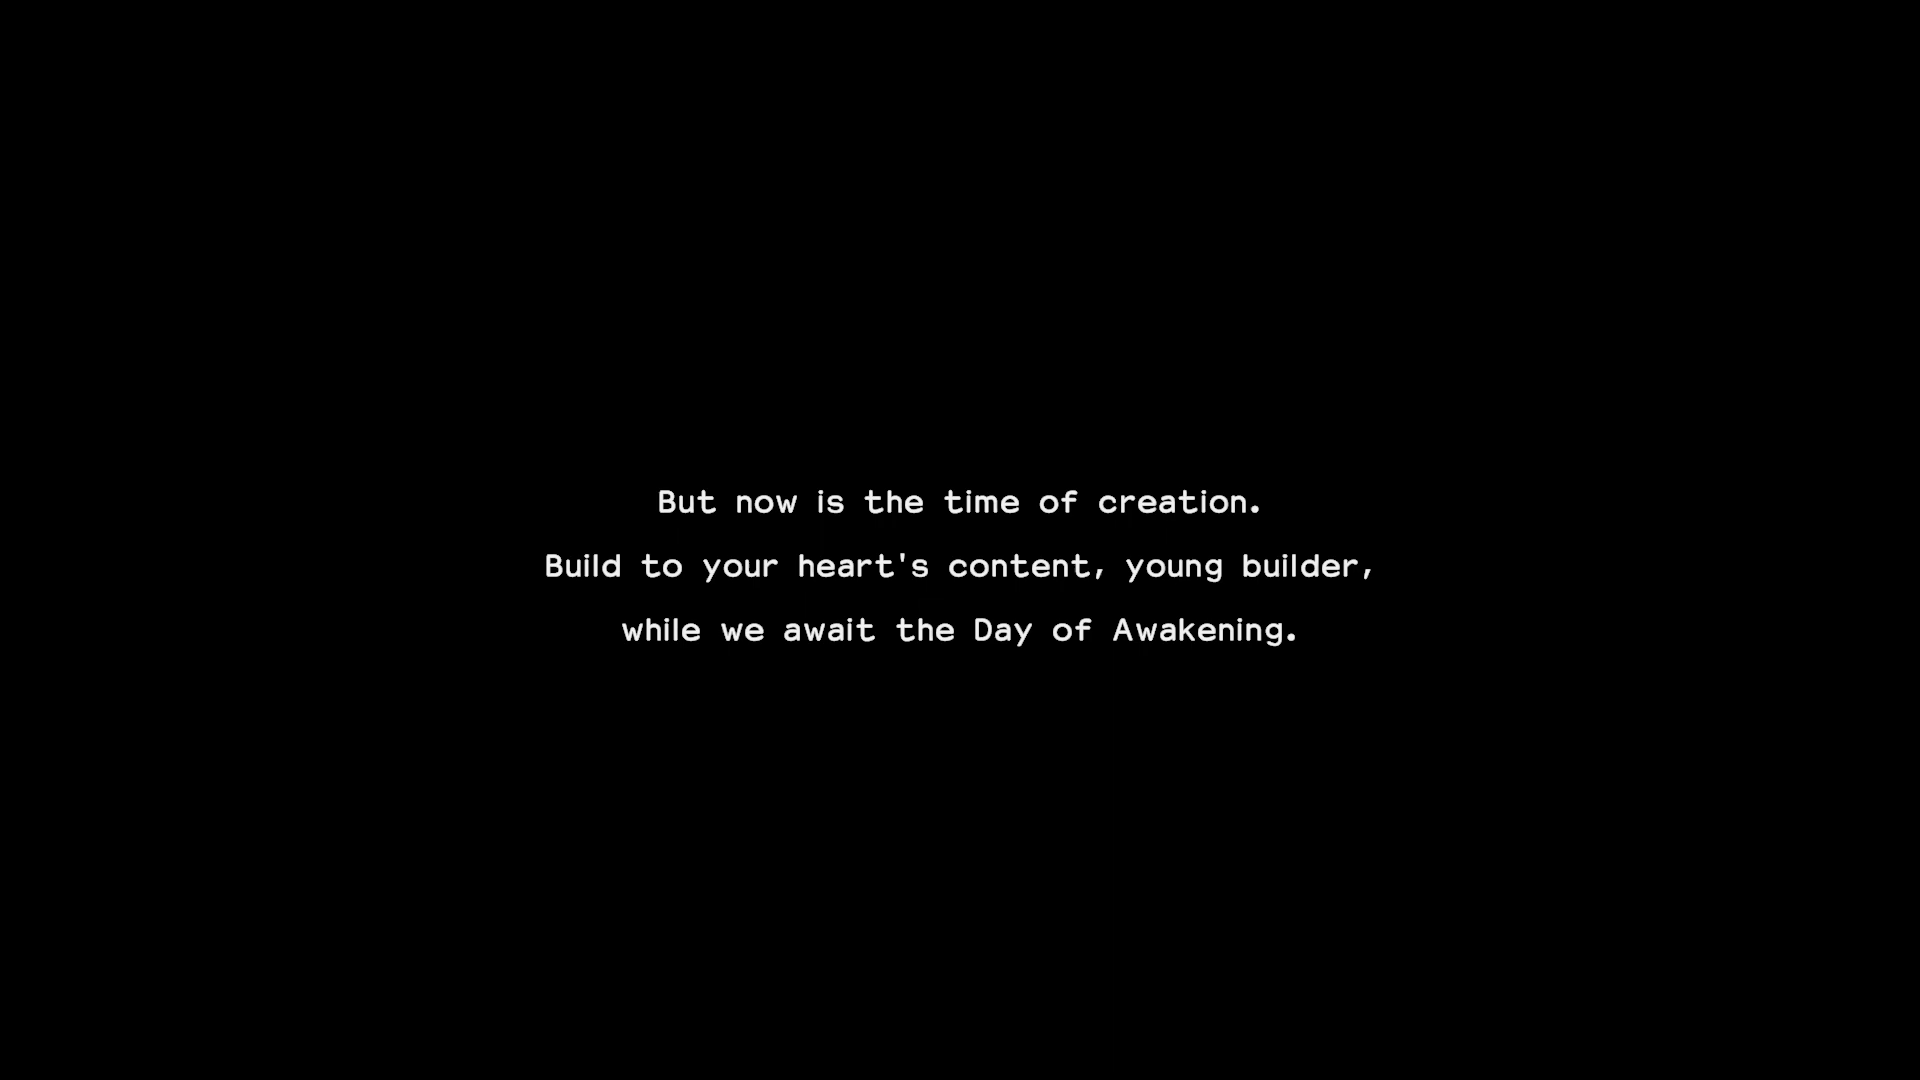 But now is the time of creation.
Build to your heart's content, young builder,
while we await the Day of Awakening.